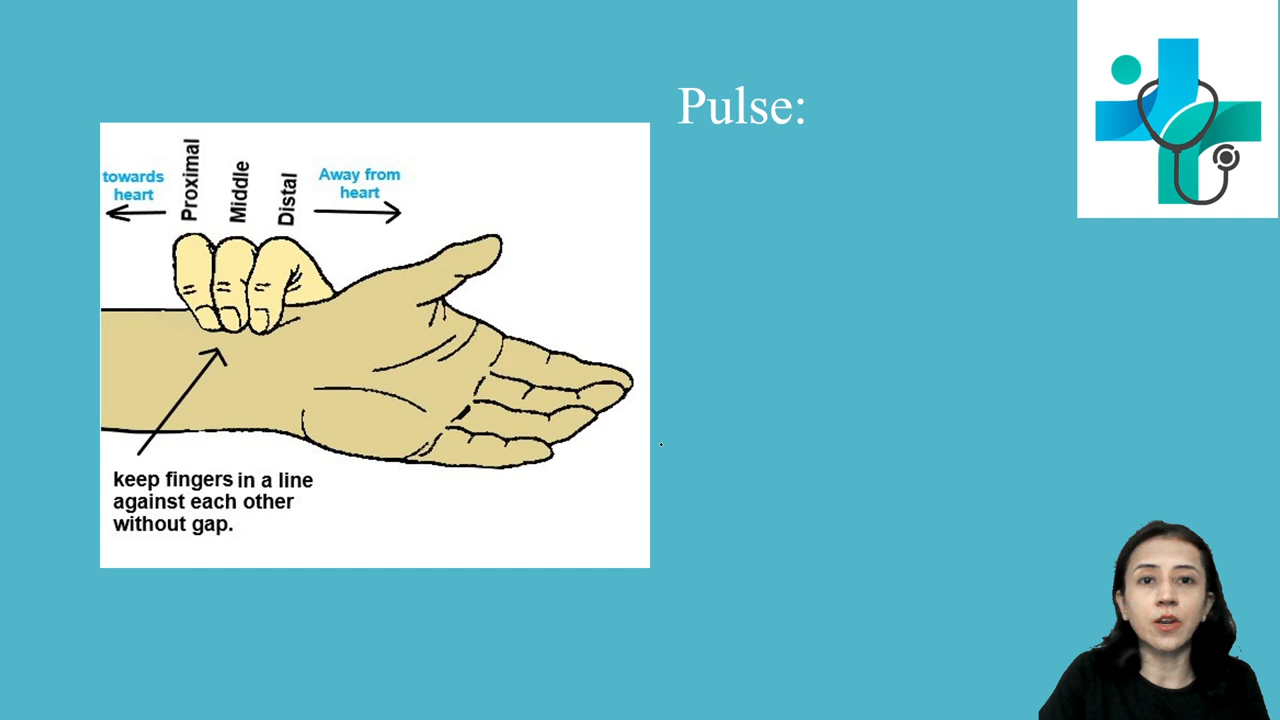 Pulse:
towards
heart
Proximal
Middle
Distal
Away from
heart
keep fingers in a line
against each other
without gap.